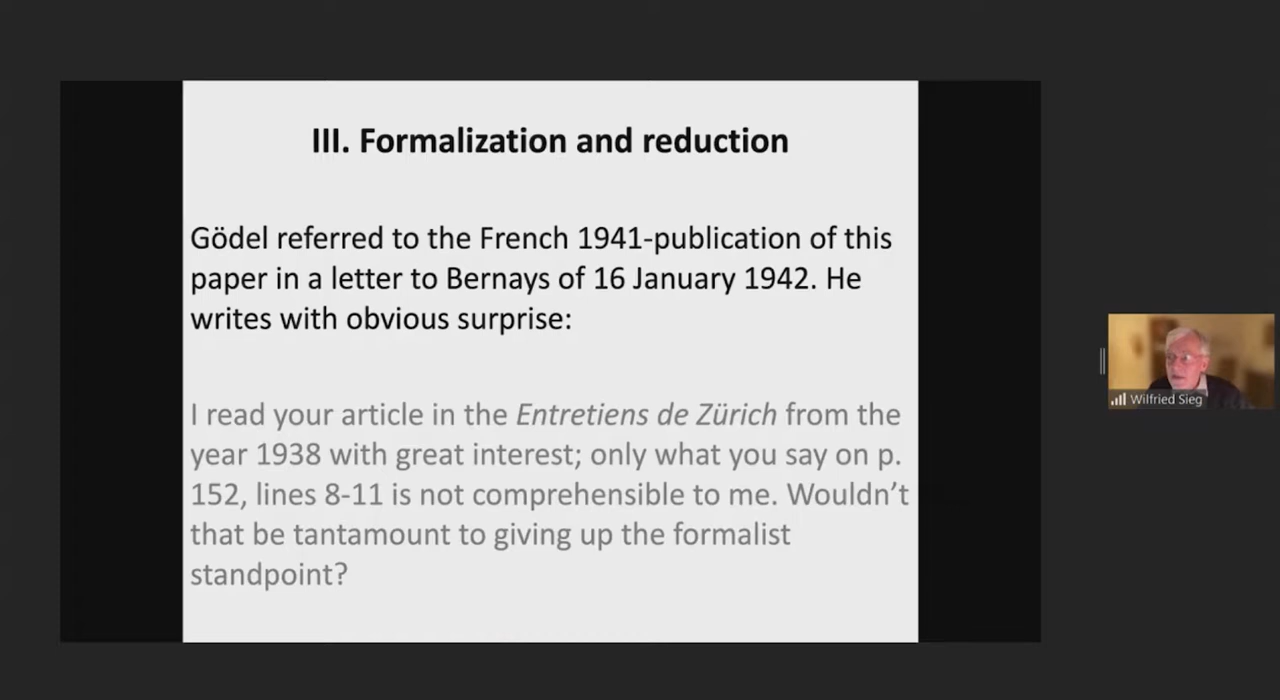 III. Formalization and reduction
Gödel referred to the French 1941-publication of this
paper in a letter to Bernays of 16 January 1942. He
writes with obvious surprise:
I read your article in the Entretiens de Zürich from the
year 1938 with great interest; only what you say on p.
152, lines 8-11 is not comprehensible to me. Wouldn’t
that be tantamount to giving up the formalist
standpoint?
Wilfried Sieg